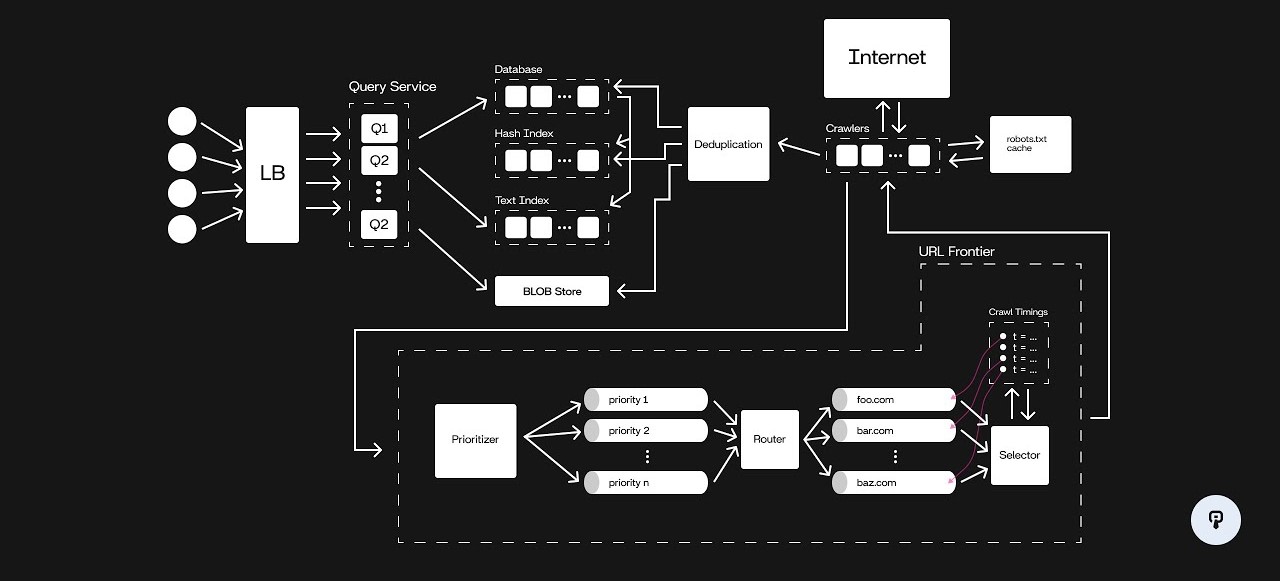 Internet
Database
Query Service
Q1
Q2
Q2
LB
Hash Index
Text Index
BLOB Store
Deduplication
Crawlers
robots.txt
cache
URL Frontier
Crawl Timings
t = ...
t = ...
t = ...
t = ...
Prioritizer
priority 1
priority 2
priority n
Router
foo.com
bar.com
baz.com
Selector